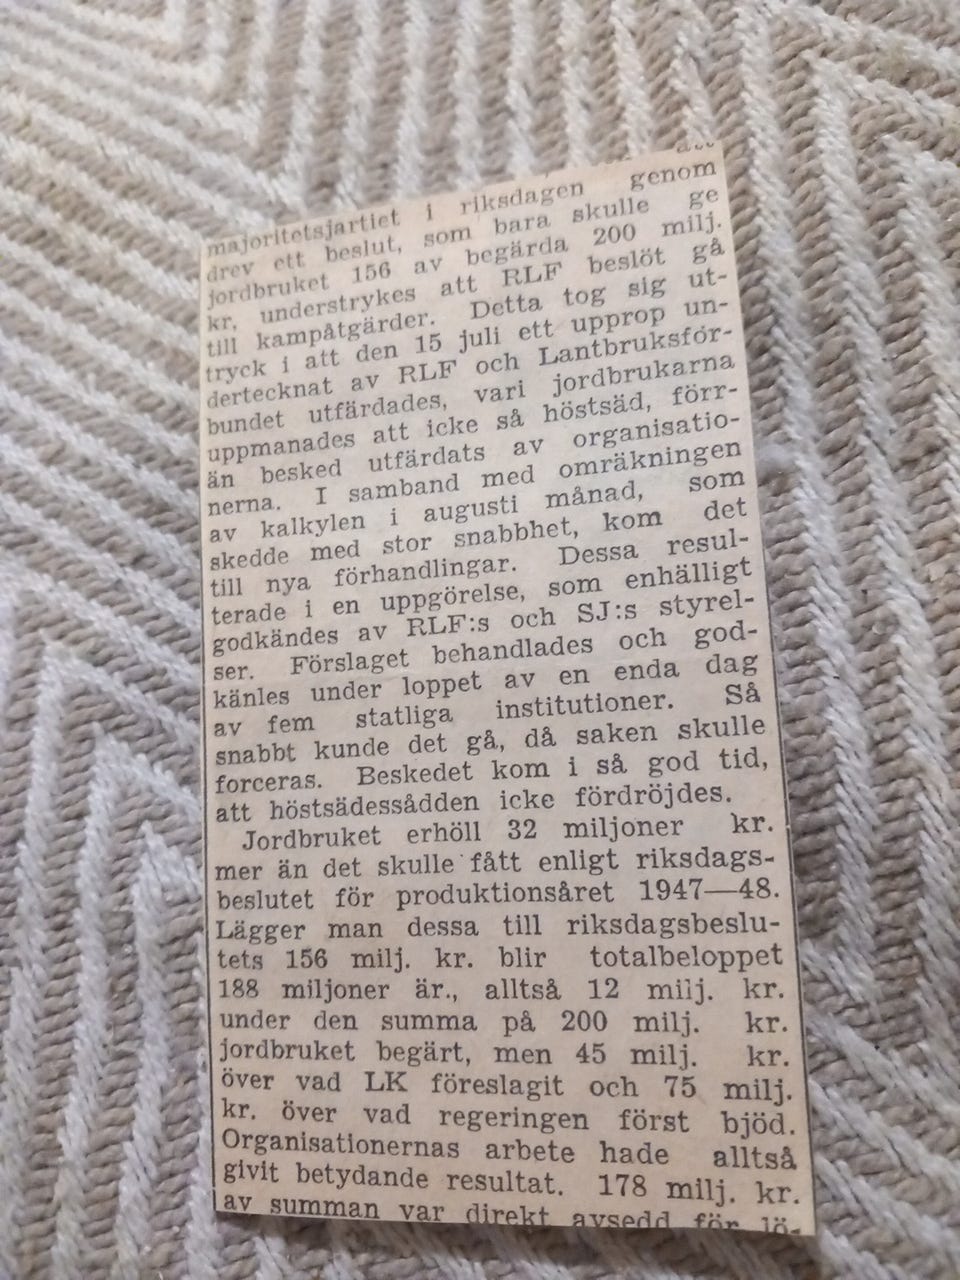 att
majoritetsjartiet i riksdagen genom
drev ett beslut, som bara skulle ge
jordbruket 156 av begärda 200 milj.
kr, understrykes att RLF beslöt gå
till kampåtgärder. Detta tog sig ut-
tryck i att den 15 juli ett upprop un-
dertecknat av RLF och Lantbruksför-
bundet utfärdades, vari jordbrukarna
uppmanades att icke så höstsäd, förr-
än besked utfärdats av organisatio-
nerna. I samband med omräkningen
av kalkylen i augusti månad, som
skedde med stor snabbhet, kom det
till nya förhandlingar. Dessa resul-
terade i en uppgörelse, som enhälligt
godkändes av RLF:s och SJ:s styrel-
ser. Förslaget behandlades och god-
känles under loppet av en enda dag
av fem statliga institutioner. Så
snabbt kunde det gå, då saken skulle
forceras. Beskedet kom i så god tid,
att höstsädessådden icke fördröjdes.
Jordbruket erhöll 32 miljoner kr.
mer än det skulle fått enligt riksdags-
beslutet för produktionsåret 1947—48.
Lägger man dessa till riksdagsbeslu-
tets 156 milj. kr. blir totalbeloppet
188 miljoner är., alltså 12 milj. kr.
under den summa på 200 milj. kr.
jordbruket begärt, men 45 milj. kr.
över vad LK föreslagit och 75 milj.
kr. över vad regeringen först bjöd.
Organisationernas arbete hade alltså
givit betydande resultat. 178 milj. kr.
av summan var direkt avsedd för lö-